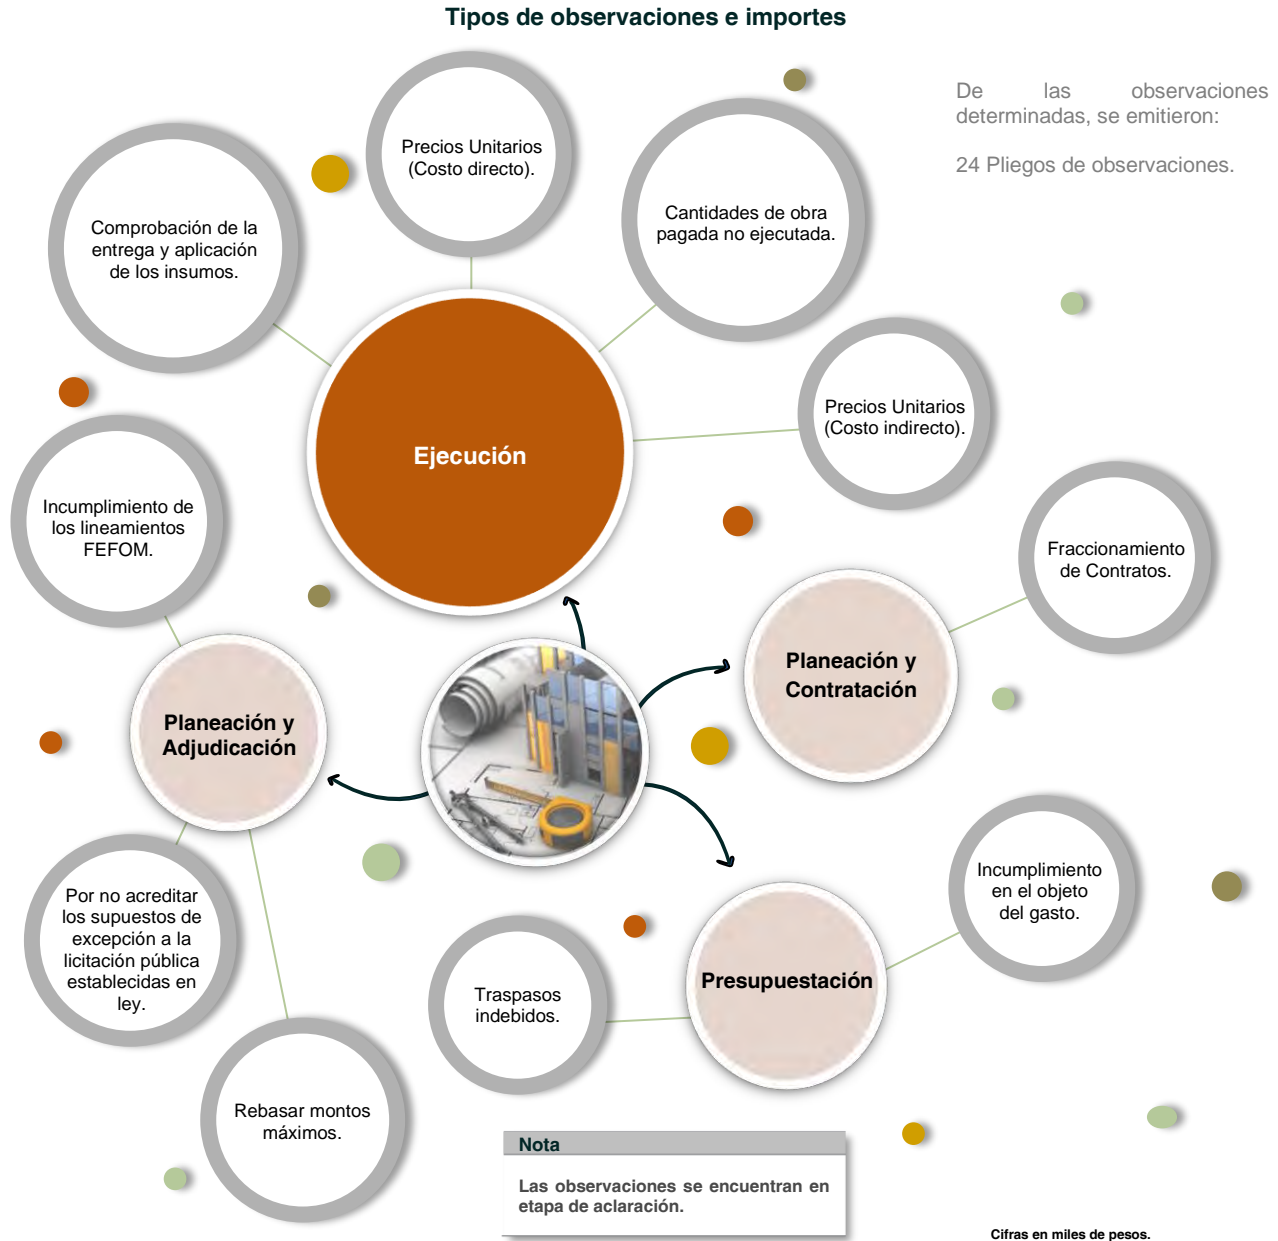 Tipos de observaciones e importes
De las observaciones
determinadas, se emitieron:
24 Pliegos de observaciones.
Precios Unitarios
(Costo directo).
Comprobación de la
entrega y aplicación
de los insumos.
Cantidades de obra
pagada no ejecutada.
Precios Unitarios
(Costo indirecto).
Ejecución
Incumplimiento de
los lineamientos
FEFOM.
Fraccionamiento
de Contratos.
Planeación y
Contratación
Planeación y
Adjudicación
Por no acreditar
los supuestos de
excepción a la
licitación pública
establecidas en
ley.
Incumplimiento
en el objeto
del gasto.
Presupuestación
Traspasos
indebidos.
Rebasar montos
máximos.
Nota
Las observaciones se encuentran en
etapa de aclaración.
Cifras en miles de pesos.